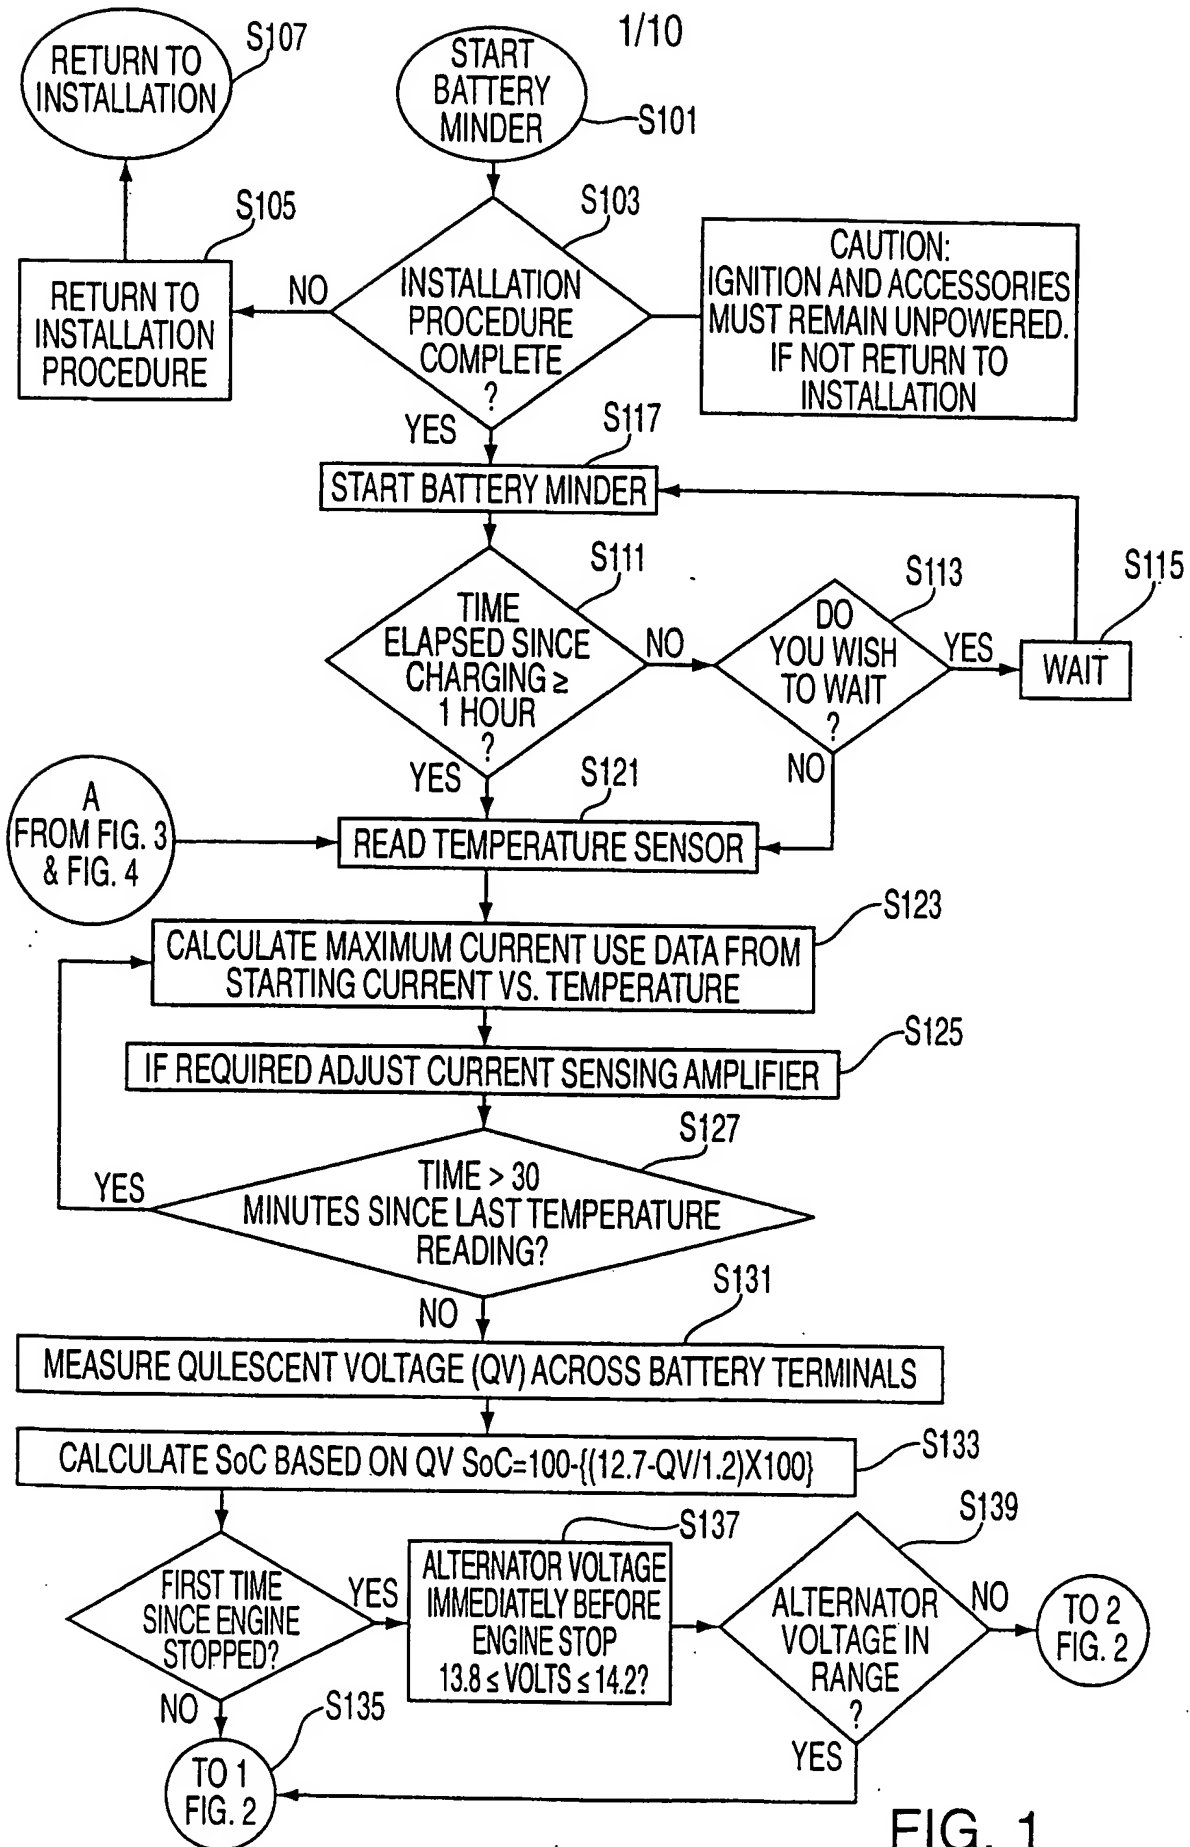 1/10
RETURN TO
INSTALLATION
S107
START
BATTERY
MINDER
S101
S105
RETURN TO
INSTALLATION
PROCEDURE
NO
S103
INSTALLATION
PROCEDURE
COMPLETE
?
CAUTION:
IGNITION AND ACCESSORIES
MUST REMAIN UNPOWERED.
IF NOT RETURN TO
INSTALLATION
YES
S117
START BATTERY MINDER
S111
TIME
ELAPSED SINCE
CHARGING ≥
1 HOUR
?
NO
S113
DO
YOU WISH
TO WAIT
?
YES
S115
WAIT
YES
NO
A
FROM FIG. 3
& FIG. 4
S121
READ TEMPERATURE SENSOR
S123
CALCULATE MAXIMUM CURRENT USE DATA FROM
STARTING CURRENT VS. TEMPERATURE
S125
IF REQUIRED ADJUST CURRENT SENSING AMPLIFIER
S127
YES
TIME > 30
MINUTES SINCE LAST TEMPERATURE
READING?
NO
S131
MEASURE QULESCENT VOLTAGE (QV) ACROSS BATTERY TERMINALS
CALCULATE SoC BASED ON QV SoC=100-{(12.7-QV/1.2)X100}
S133
FIRST TIME
SINCE ENGINE
STOPPED?
YES
S137
ALTERNATOR VOLTAGE
IMMEDIATELY BEFORE
ENGINE STOP
13.8 ≤ VOLTS ≤ 14.2?
S139
ALTERNATOR
VOLTAGE IN
RANGE
?
NO
TO 2
FIG. 2
NO
S135
TO 1
FIG. 2
YES
FIG. 1